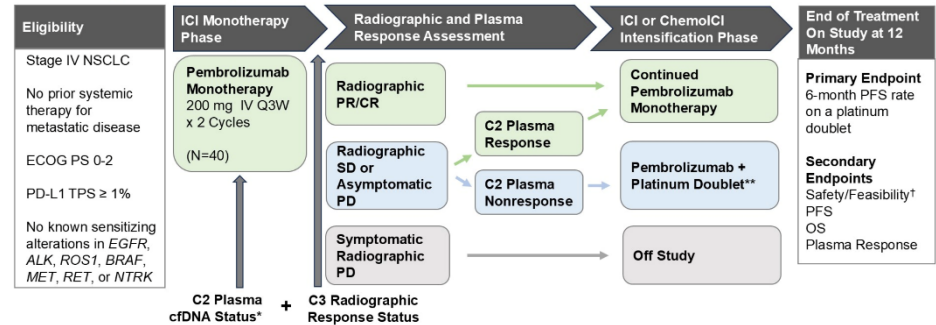 Eligibility
Stage IV NSCLC
No prior systemic
therapy for
metastatic disease
ECOG PS 0-2
PD-L1 TPS ≥ 1%
No known sensitizing
alterations in EGFR,
ALK, ROS1, BRAF,
MET, RET, or NTRK
ICI Monotherapy
Phase
Pembrolizumab
Monotherapy
200 mg IV Q3W
x 2 Cycles
(N=40)
C2 Plasma
cfDNA Status*
+
C3 Radiographic
Response Status
Radiographic and Plasma
Response Assessment
Radiographic
PR/CR
Radiographic
SD or
Asymptomatic
PD
Symptomatic
Radiographic
PD
C2 Plasma
Response
C2 Plasma
Nonresponse
ICI or ChemoICI
Intensification Phase
Continued
Pembrolizumab
Monotherapy
Pembrolizumab +
Platinum Doublet**
Off Study
End of Treatment
On Study at 12
Months
Primary Endpoint
6-month PFS rate
on a platinum
doublet
Secondary
Endpoints
Safety/Feasibility†
PFS
OS
Plasma Response